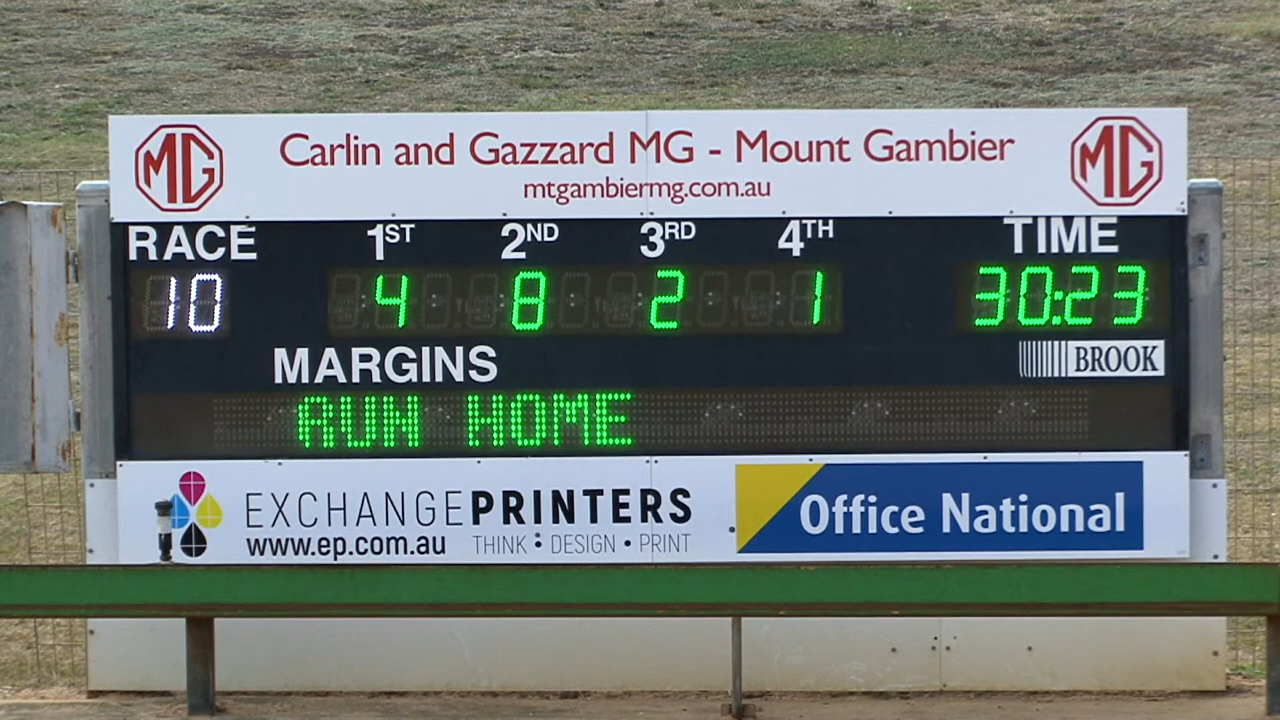 MG Carlin and Gazzard MG - Mount Gambier MG
mtgambiermg.com.au
RACE 1ST 2ND 3RD 4TH TIME
10 4 8 2 1 30:23
MARGINS BROOK
RUN HOME
EXCHANGEPRINTERS Office National
www.ep.com.au THINK • DESIGN • PRINT